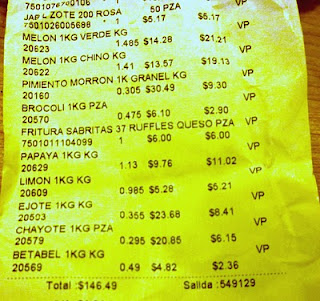 7501076700106 50 PZA
JAB L ZOTE 200 ROSA
7501026005688 1 $5.17 $5.17
VP
MELON 1KG VERDE KG
20623 1.485 $14.28 $21.21
VP
MELON 1KG CHINO KG
20622 1.41 $13.57 $19.13
VP
PIMIENTO MORRON 1K GRANEL KG
20160 0.305 $30.49 $9.30
VP
BROCOLI 1KG PZA
20570 0.475 $6.10 $2.90
VP
FRITURA SABRITAS 37 RUFFLES QUESO PZA
7501011104099 1 $6.00 $6.00
VP
PAPAYA 1KG KG
20629 1.13 $9.76 $11.02
VP
LIMON 1KG KG
20609 0.985 $5.28 $5.21
VP
EJOTE 1KG KG
20503 0.355 $23.68 $8.41
VP
CHAYOTE 1KG PZA
20579 0.295 $20.85 $6.15
VP
BETABEL 1KG KG
20569 0.49 $4.82 $2.36
VP
Total :$146.49 Salida :549129